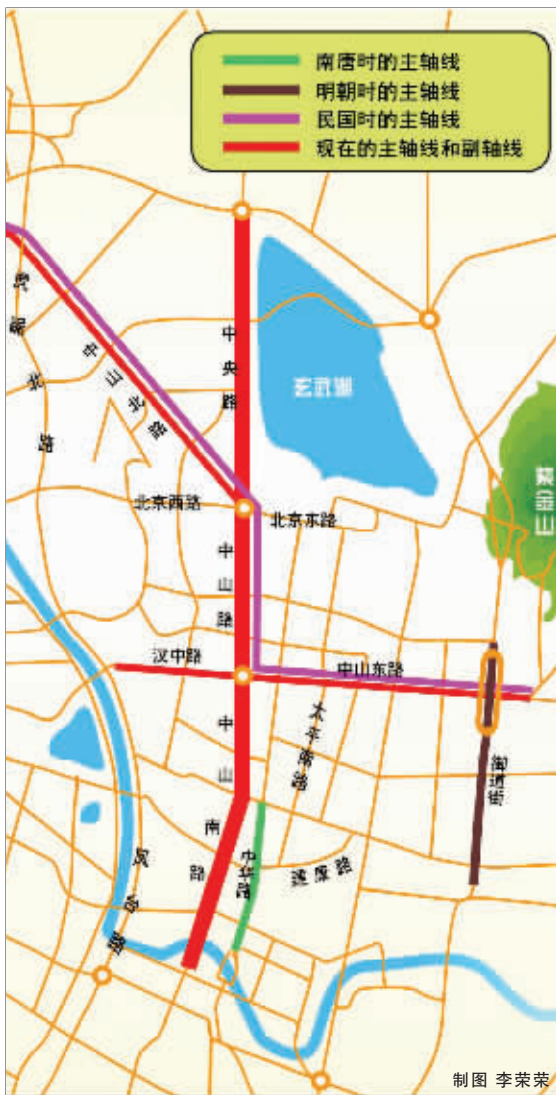 南唐时的主轴线
明朝时的主轴线
民国时的主轴线
现在的主轴线和副轴线
中央路
玄武湖
紫金山
中山北路
北京西路
北京东路
中山路
汉中路
中山东路
中山南路
太平南路
御道街
中华路
建康路
凤台路
制图 李荣荣